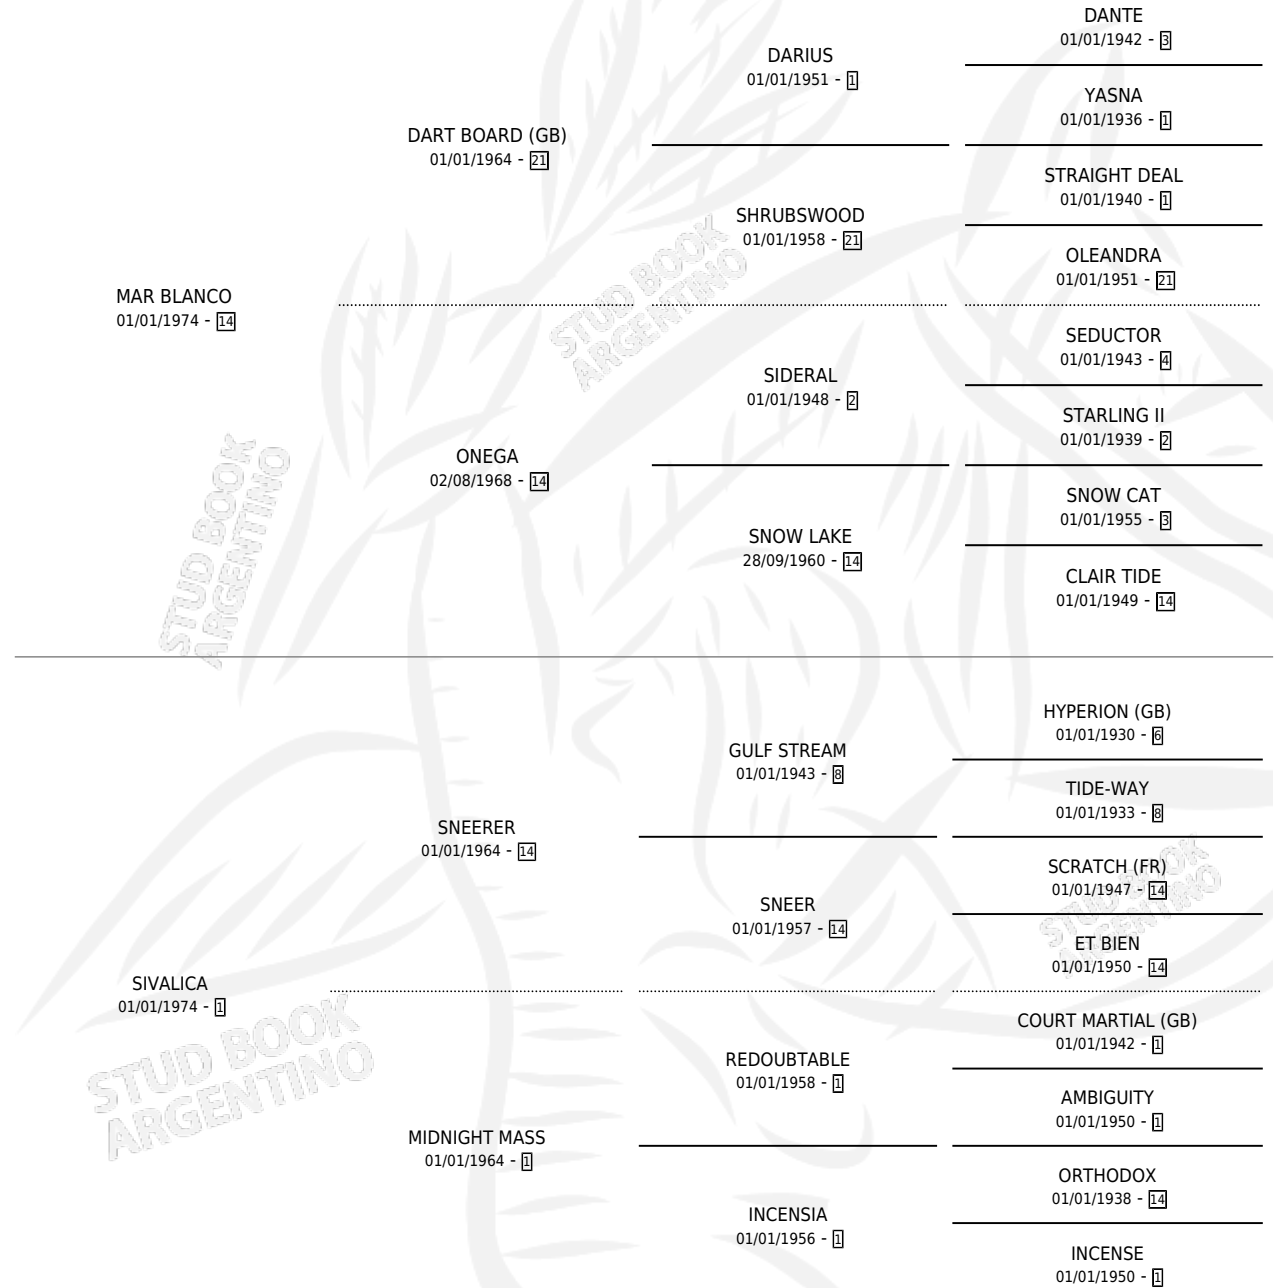 DANTE
01/01/1942 - 3
DARIUS
01/01/1951 - 1
YASNA
01/01/1936 - 1
DART BOARD (GB)
01/01/1964 - 21
STRAIGHT DEAL
01/01/1940 - 1
SHRUBSWOOD
01/01/1958 - 21
OLEANDRA
01/01/1951 - 21
MAR BLANCO
01/01/1974 - 14
STUD BOOK
ARGENTINO
SEDUCTOR
01/01/1943 - 4
SIDERAL
01/01/1948 - 2
STARLING II
01/01/1939 - 2
ONEGA
02/08/1968 - 14
SNOW CAT
01/01/1955 - 3
SNOW LAKE
28/09/1960 - 14
CLAIR TIDE
01/01/1949 - 14
STUD BOOK
ARGENTINO
HYPERION (GB)
01/01/1930 - 6
GULF STREAM
01/01/1943 - 8
TIDE-WAY
01/01/1933 - 8
SNEERER
01/01/1964 - 14
SCRATCH (FR)
01/01/1947 - 14
SNEER
01/01/1957 - 14
ET BIEN
01/01/1950 - 14
STUD BOOK
ARGENTINO
SIVALICA
01/01/1974 - 1
COURT MARTIAL (GB)
01/01/1942 - 1
REDOUBTABLE
01/01/1958 - 1
AMBIGUITY
01/01/1950 - 1
STUD BOOK
ARGENTINO
MIDNIGHT MASS
01/01/1964 - 1
ORTHODOX
01/01/1938 - 14
INCENSIA
01/01/1956 - 1
INCENSE
01/01/1950 - 1